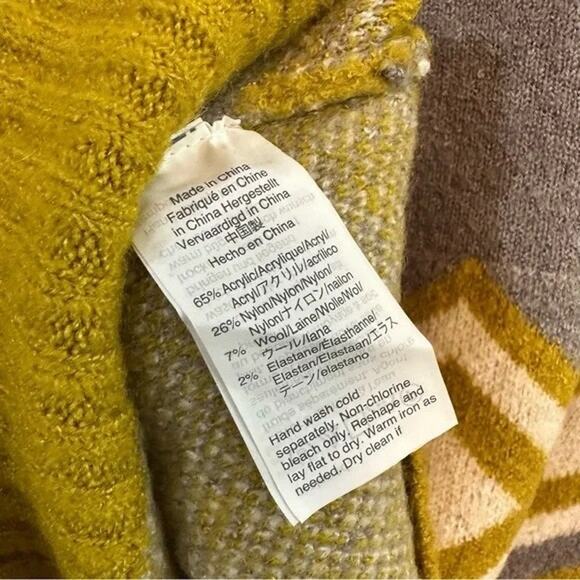 Made in China
Fabriqué en Chine
in China Hergestellt
Vervaardigd in China
中国製
Hecho en China
65% Acrylic/Acrylique/Acryl/
Acryl/アクリル/acrílico
26% Nylon/Nylon/Nylon/
Nylon/ナイロン/nailon
7% Wool/Laine/Wolle/Wol/
ウール/lana
2% Elastane/Élasthanne/
Elastan/Elastaan/エラス
テーン/elastano
Hand wash cold
separately. Non-chlorine
bleach only. Reshape and
lay flat to dry. Warm iron as
needed. Dry clean if